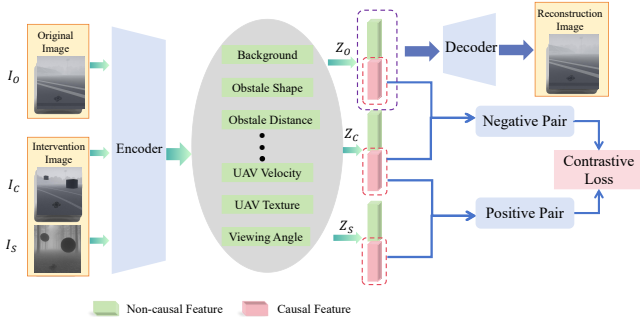 Original
Image
I_O
Intervention
Image
I_C
I_S
Encoder
Background
Obstale Shape
Obstale Distance
UAV Velocity
UAV Texture
Viewing Angle
Z_O
Z_C
Z_S
Decoder
Reconstruction
Image
Negative Pair
Positive Pair
Contrastive
Loss
Non-causal Feature
Causal Feature